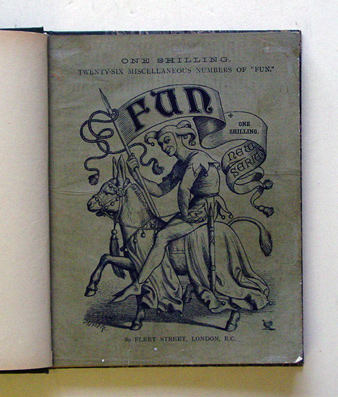 ONE SHILLING.
TWENTY-SIX MISCELLANEOUS NUMBERS OF "FUN."
FUN
ONE
SHILLING.
NEW
SERIES
80 FLEET STREET, LONDON, E.C.